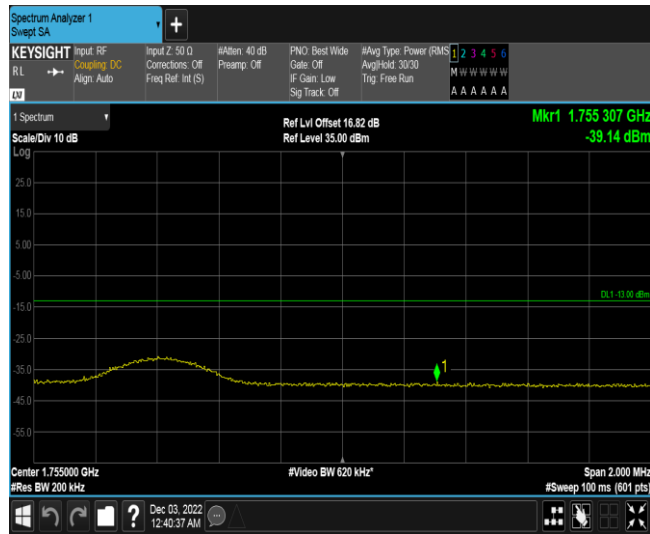 Spectrum Analyzer 1
Swept SA
+
KEYSIGHT
RL
LXI
Input: RF
Coupling: DC
Align: Auto
Input Z: 50 Ω
Corrections: Off
Freq Ref: Int (S)
#Atten: 40 dB
Preamp: Off
PNO: Best Wide
Gate: Off
IF Gain: Low
Sig Track: Off
#Avg Type: Power (RMS
Avg|Hold: 30/30
Trig: Free Run
1 2 3 4 5 6
M W W W W W
A A A A A A
1 Spectrum
Scale/Div 10 dB
Log
Ref Lvl Offset 16.82 dB
Ref Level 35.00 dBm
Mkr1 1.755 307 GHz
-39.14 dBm
25.0
15.0
5.00
-5.00
DL1 -13.00 dBm
-15.0
-25.0
-35.0
1
-45.0
-55.0
Center 1.755000 GHz
#Video BW 620 kHz*
Span 2.000 MHz
#Res BW 200 kHz
#Sweep 100 ms (601 pts)
?
Dec 03, 2022
12:40:37 AM